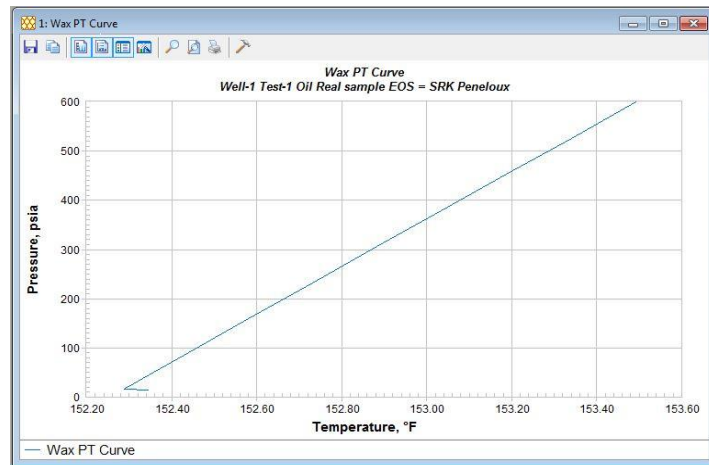 1: Wax PT Curve
Wax PT Curve
Well-1 Test-1 Oil Real sample EOS = SRK Peneloux
600
500
400
300
200
100
0
Pressure, psia
152.20
152.40
152.60
152.80
153.00
153.20
153.40
153.60
Temperature, °F
Wax PT Curve